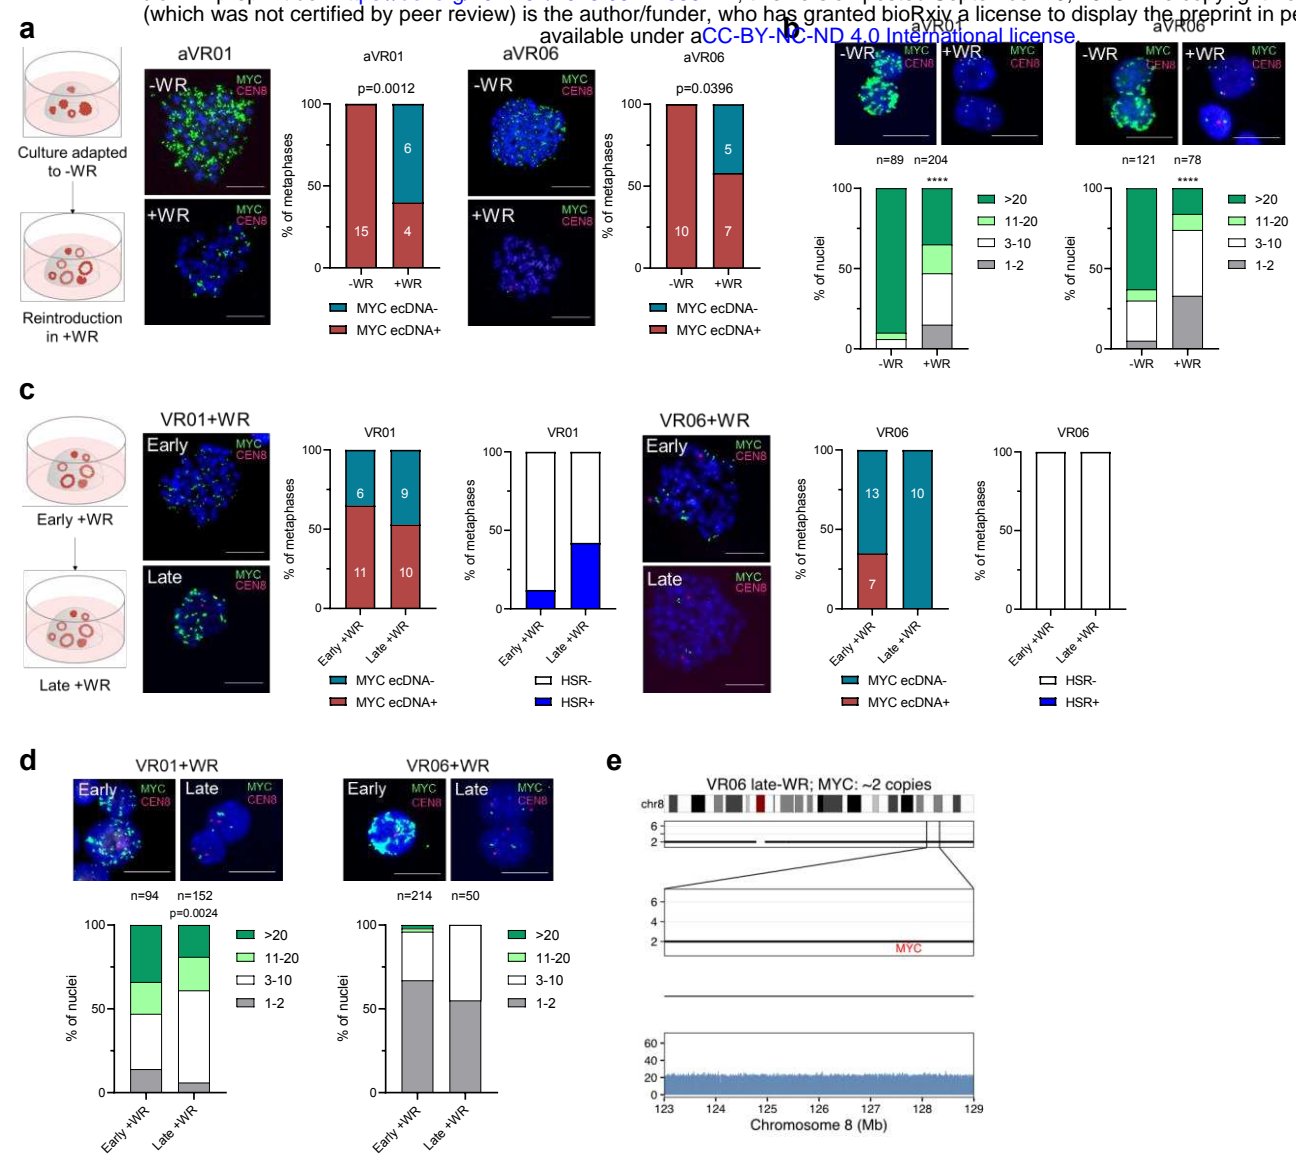 (which was not certified by peer review) is the author/funder, who has granted bioRxiv a license to display the preprint in pe
available under aCC-BY-NC-ND 4.0 International license.
a
aVR01
-WR
MYC
CEN8
+WR
MYC
CEN8
Culture adapted
to -WR
Reintroduction
in +WR
aVR01
p=0.0012
% of metaphases
100
50
0
15
6
4
-WR
+WR
MYC ecDNA-
MYC ecDNA+
aVR06
-WR
MYC
CEN8
+WR
MYC
CEN8
aVR06
p=0.0396
% of metaphases
100
50
0
10
5
7
-WR
+WR
MYC ecDNA-
MYC ecDNA+
b
aVR01
-WR
MYC
CEN8
+WR
MYC
CEN8
n=89
n=204
****
% of nuclei
100
50
0
-WR
+WR
>20
11-20
3-10
1-2
aVR06
-WR
MYC
CEN8
+WR
MYC
CEN8
n=121
n=78
****
% of nuclei
100
50
0
-WR
+WR
>20
11-20
3-10
1-2
c
Early +WR
Late +WR
VR01+WR
Early
MYC
CEN8
Late
MYC
CEN8
VR01
% of metaphases
100
50
0
6
11
9
10
Early +WR
Late +WR
MYC ecDNA-
MYC ecDNA+
VR01
% of metaphases
100
50
0
Early +WR
Late +WR
HSR-
HSR+
VR06+WR
Early
MYC
CEN8
Late
MYC
CEN8
VR06
% of metaphases
100
50
0
13
7
10
Early +WR
Late +WR
MYC ecDNA-
MYC ecDNA+
VR06
% of metaphases
100
50
0
Early +WR
Late +WR
HSR-
HSR+
d
VR01+WR
Early
MYC
CEN8
Late
MYC
CEN8
n=94
n=152
p=0.0024
% of nuclei
100
50
0
Early +WR
Late +WR
>20
11-20
3-10
1-2
VR06+WR
Early
MYC
CEN8
Late
MYC
CEN8
n=214
n=50
% of nuclei
100
50
0
Early +WR
Late +WR
>20
11-20
3-10
1-2
e
VR06 late-WR; MYC: ~2 copies
chr8
6
2
6
4
2
MYC
60
40
20
0
123 124 125 126 127 128 129
Chromosome 8 (Mb)